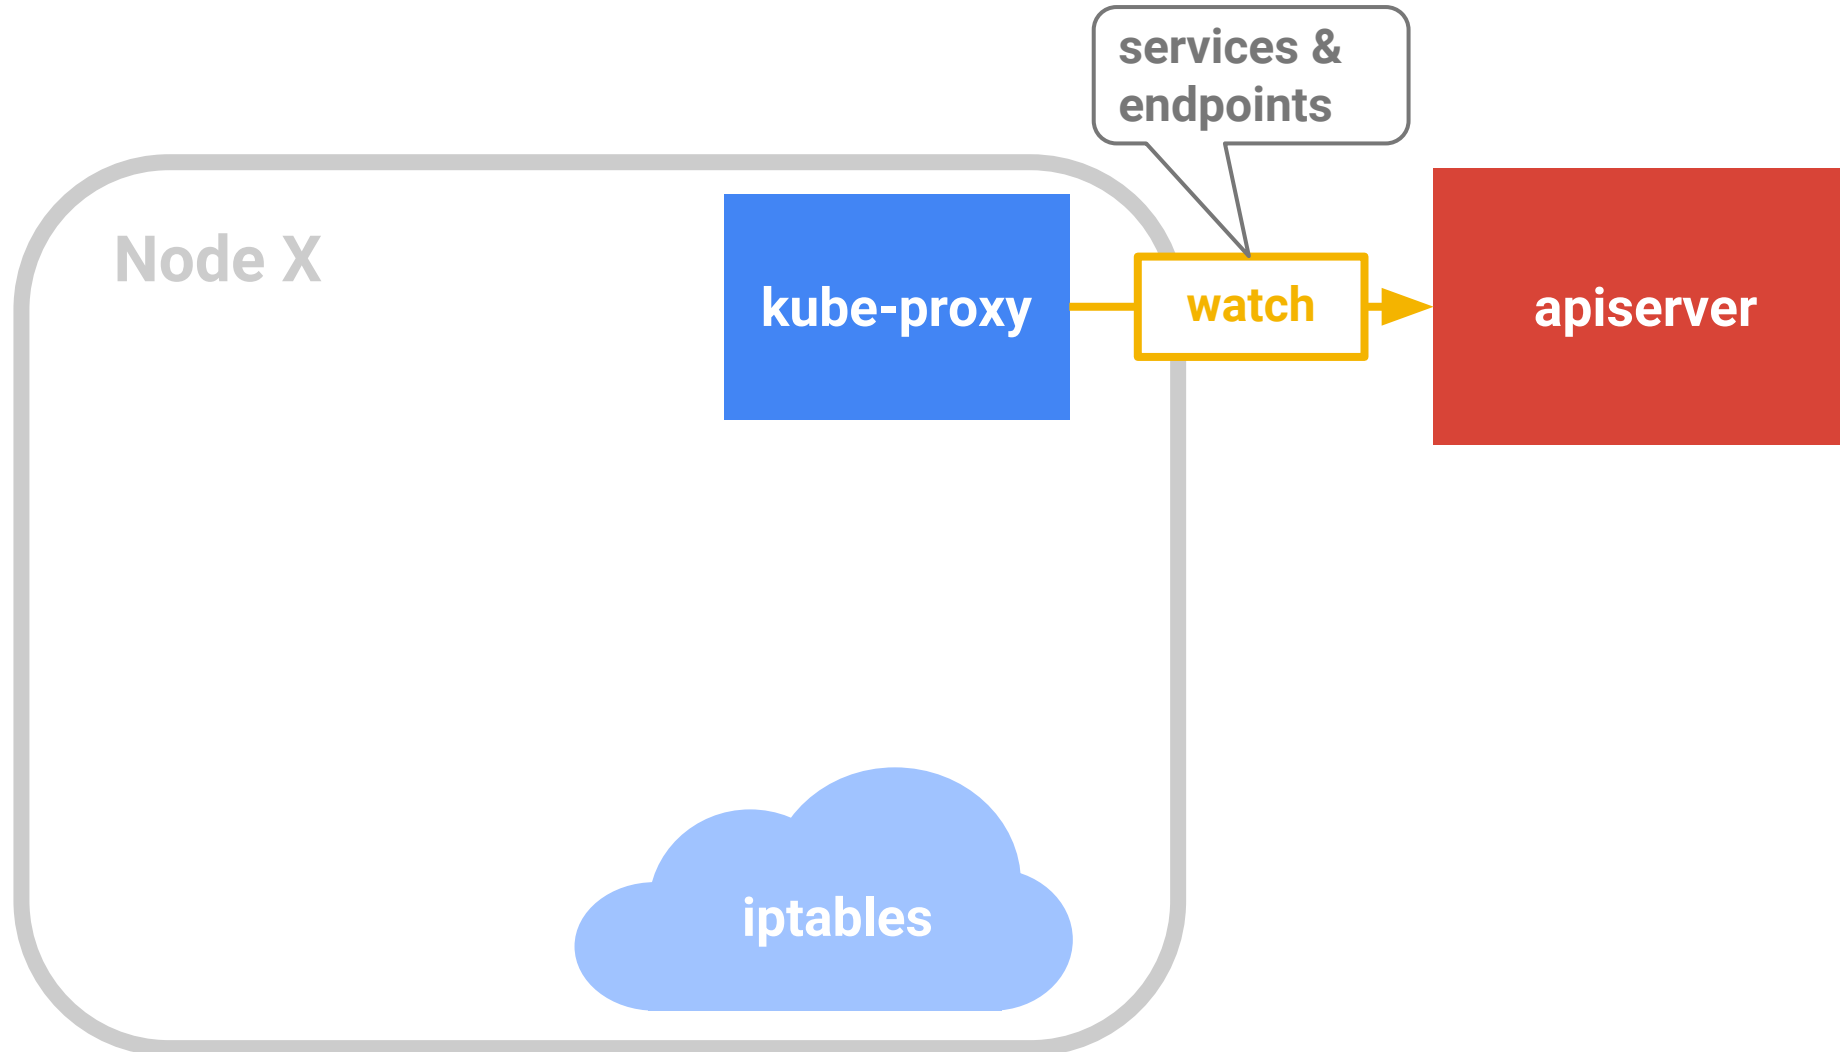 services &
endpoints
Node X
kube-proxy
watch
apiserver
iptables